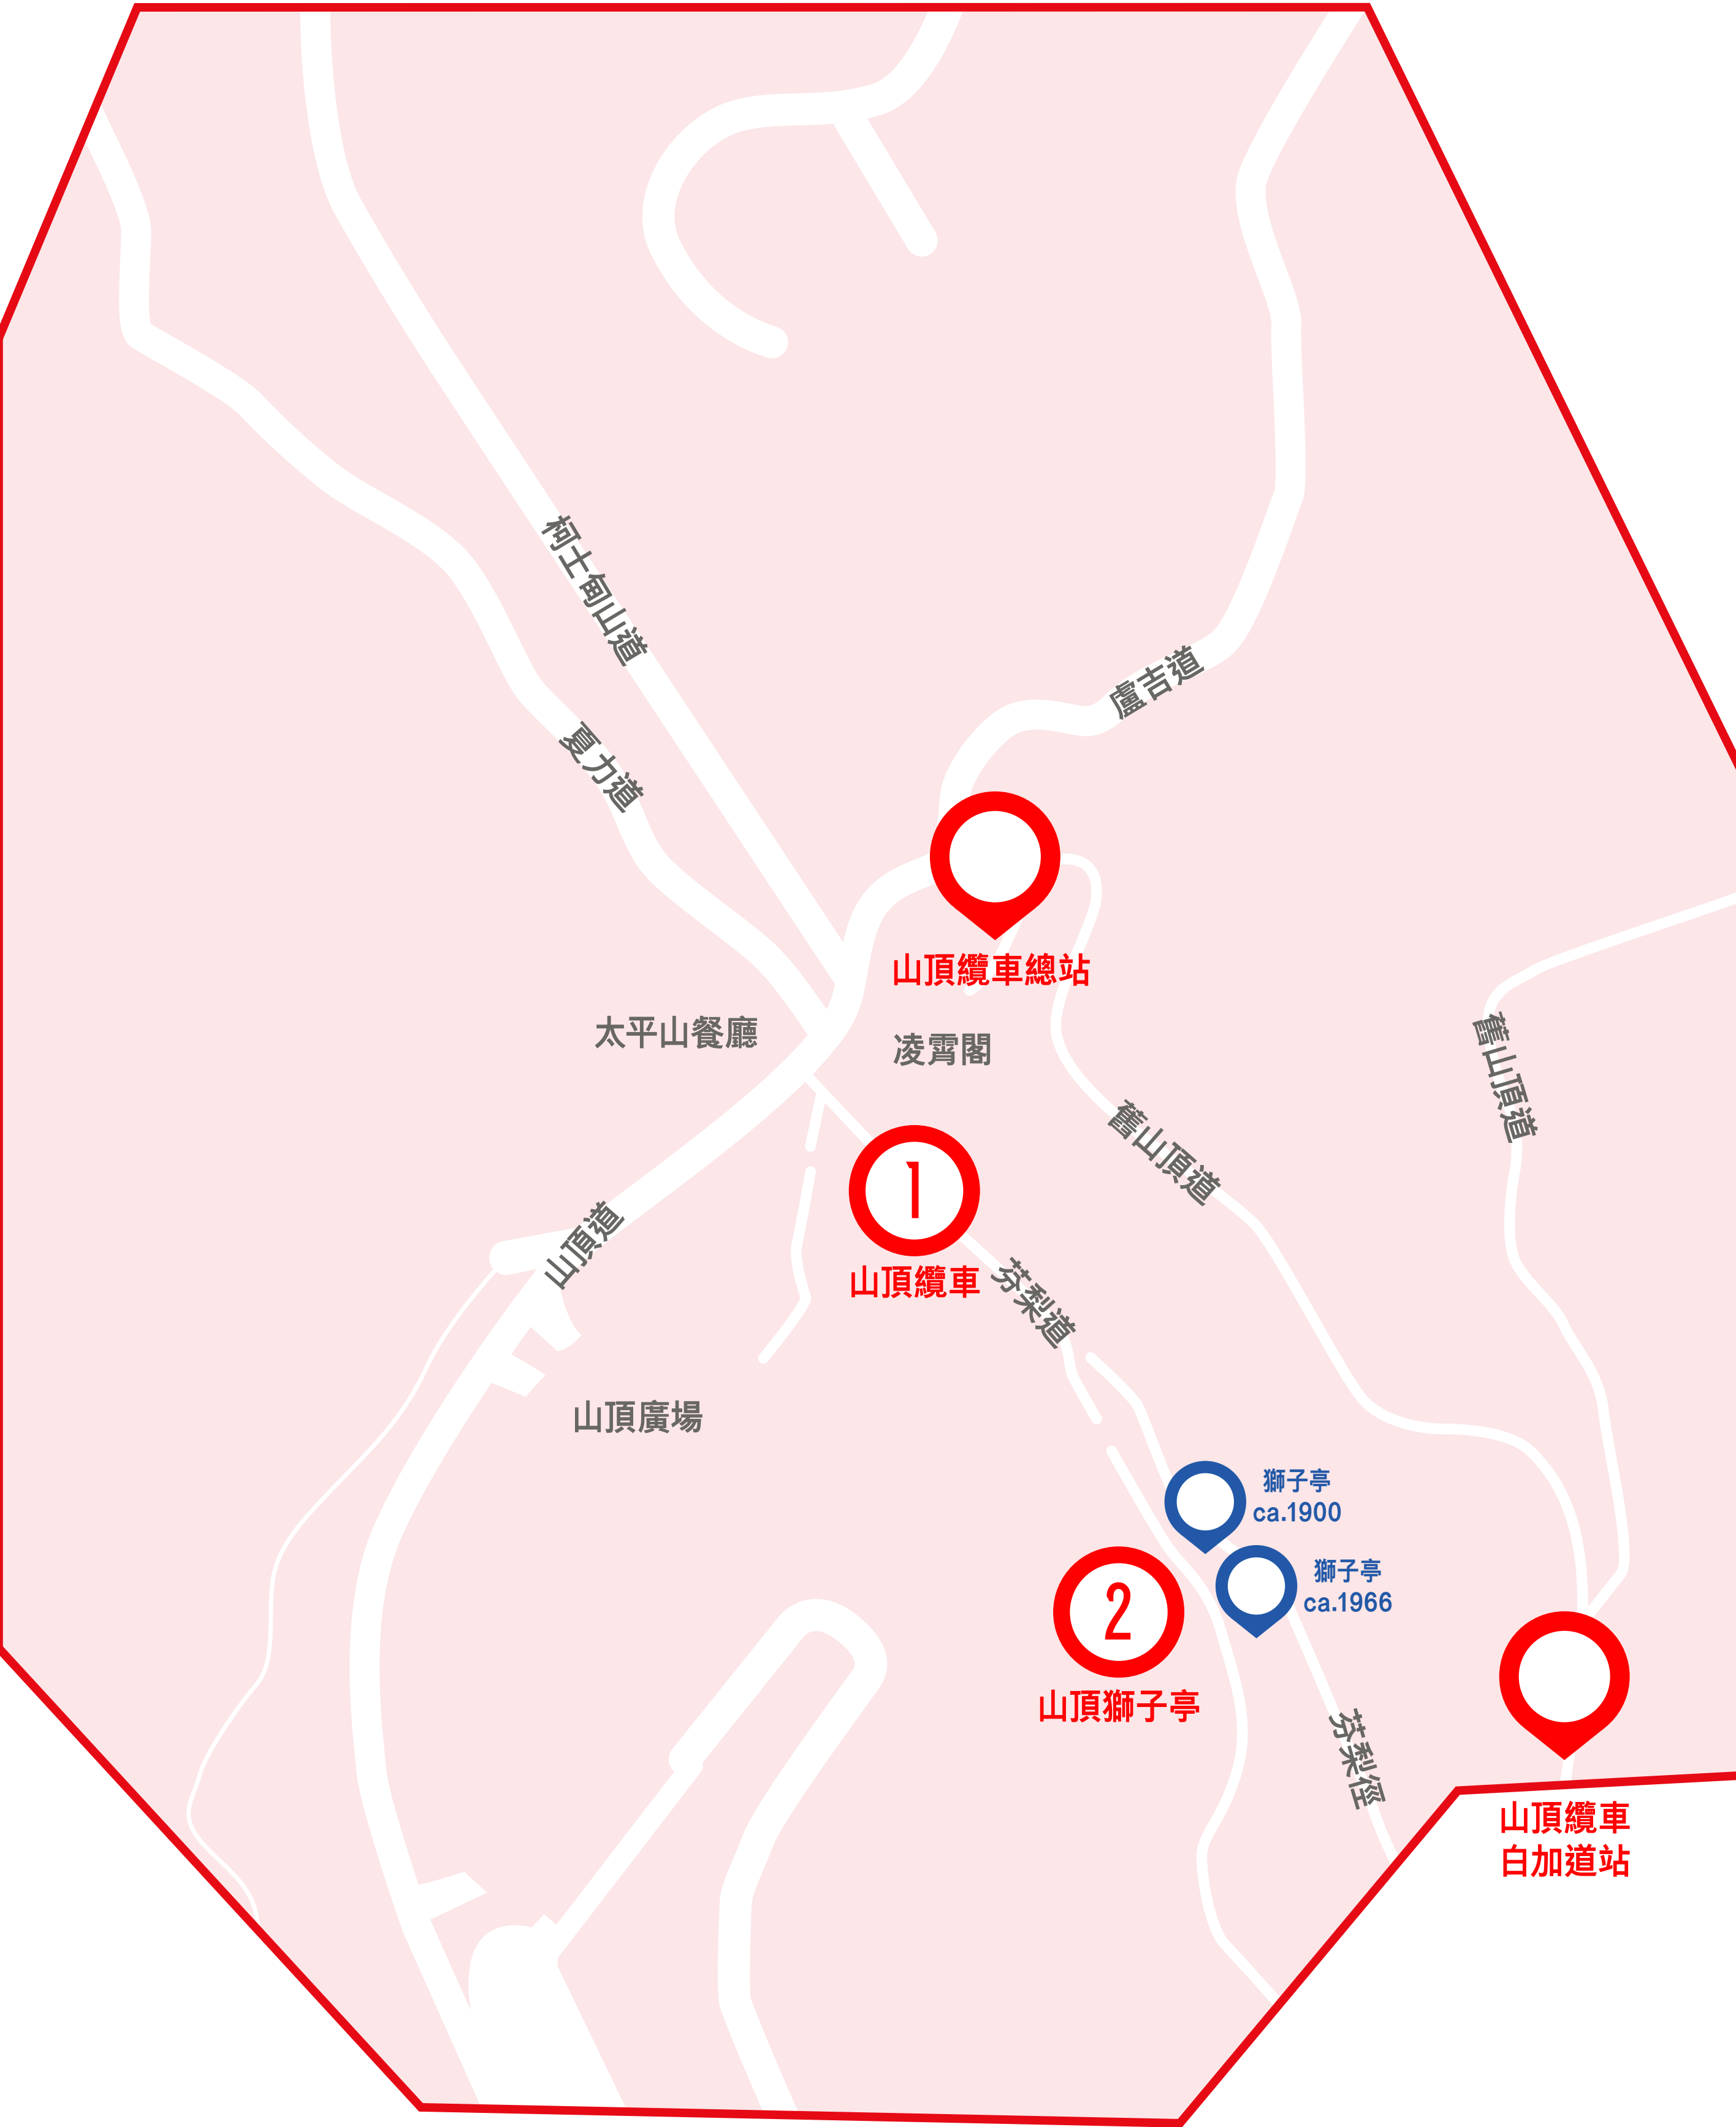 柯士甸山道
盧吉道
夏力道
山頂纜車總站
太平山餐廳
凌霄閣
舊山頂道
舊山頂道
1
山頂纜車
山頂道
芬梨道
山頂廣場
獅子亭
ca.1900
獅子亭
ca.1966
2
山頂獅子亭
芬梨徑
山頂纜車
白加道站